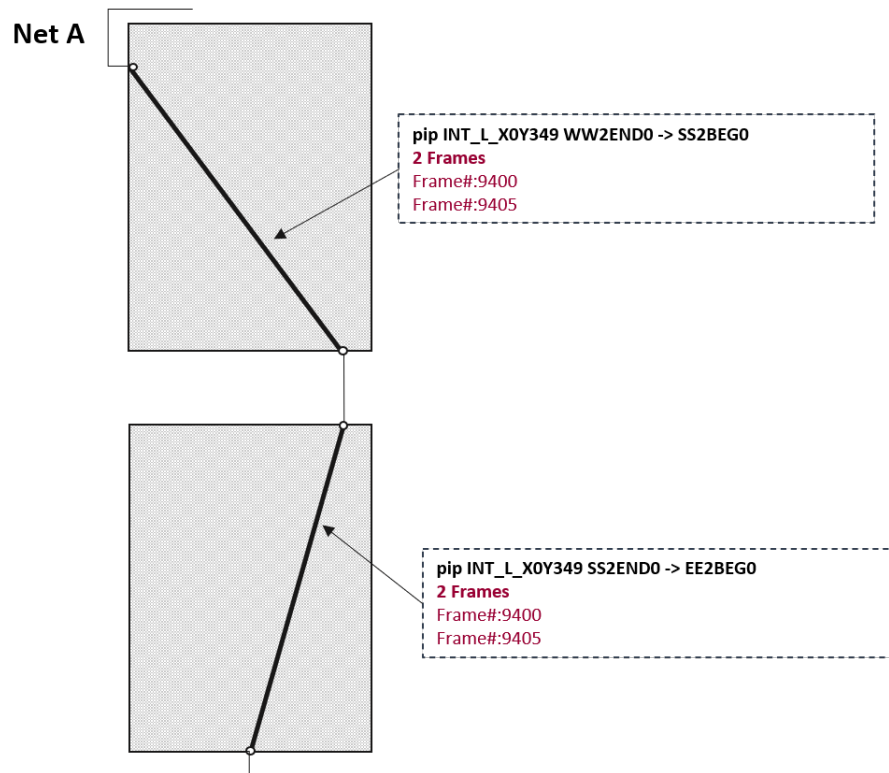 Net A
pip INT_L_X0Y349 WW2END0 -> SS2BEG0
2 Frames
Frame#:9400
Frame#:9405
pip INT_L_X0Y349 SS2END0 -> EE2BEG0
2 Frames
Frame#:9400
Frame#:9405